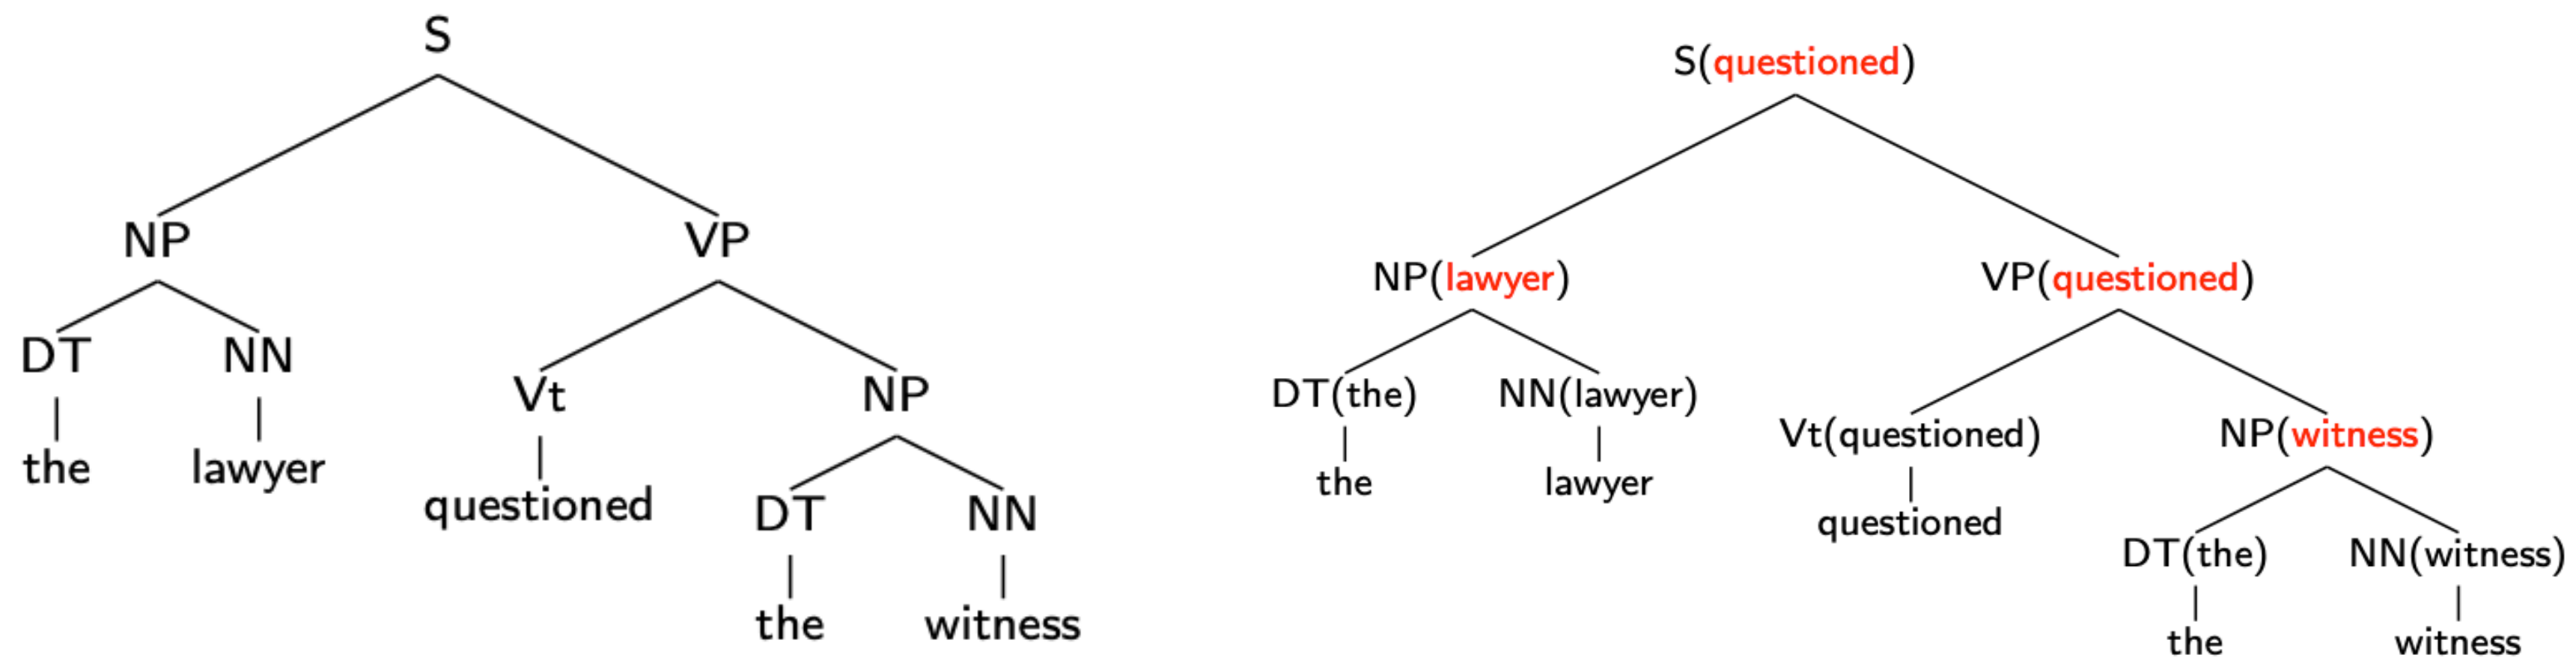 S
NP VP
DT NN
the lawyer
Vt NP
questioned
DT NN
the witness
S(questioned)
NP(lawyer) VP(questioned)
DT(the) NN(lawyer)
the lawyer
Vt(questioned) NP(witness)
questioned
DT(the) NN(witness)
the witness